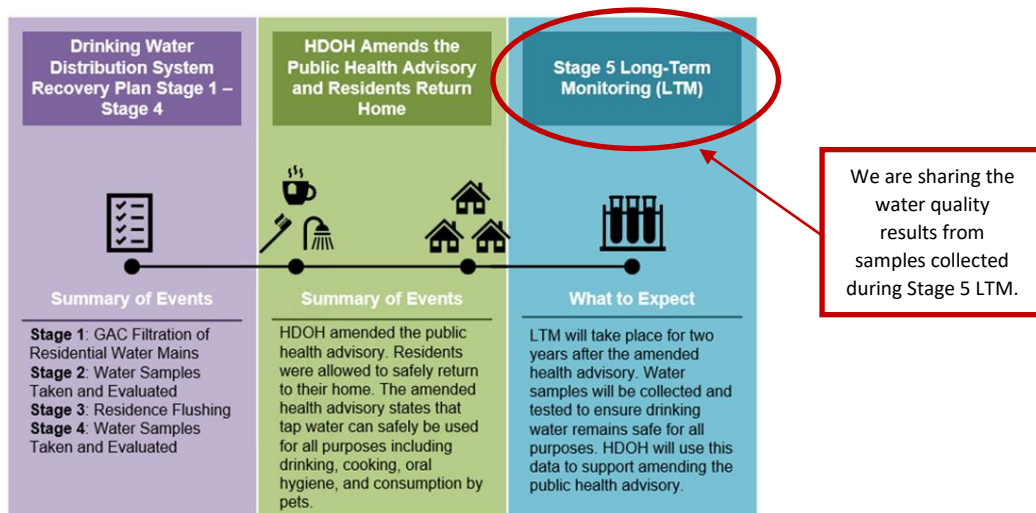 Drinking Water
Distribution System
Recovery Plan Stage 1 –
Stage 4
Summary of Events
Stage 1: GAC Filtration of
Residential Water Mains
Stage 2: Water Samples
Taken and Evaluated
Stage 3: Residence Flushing
Stage 4: Water Samples
Taken and Evaluated
HDOH Amends the
Public Health Advisory
and Residents Return
Home
Summary of Events
HDOH amended the public
health advisory. Residents
were allowed to safely return
to their home. The amended
health advisory states that
tap water can safely be used
for all purposes including
drinking, cooking, oral
hygiene, and consumption by
pets.
Stage 5 Long-Term
Monitoring (LTM)
What to Expect
LTM will take place for two
years after the amended
health advisory. Water
samples will be collected and
tested to ensure drinking
water remains safe for all
purposes. HDOH will use this
data to support amending the
public health advisory.
We are sharing the
water quality
results from
samples collected
during Stage 5 LTM.